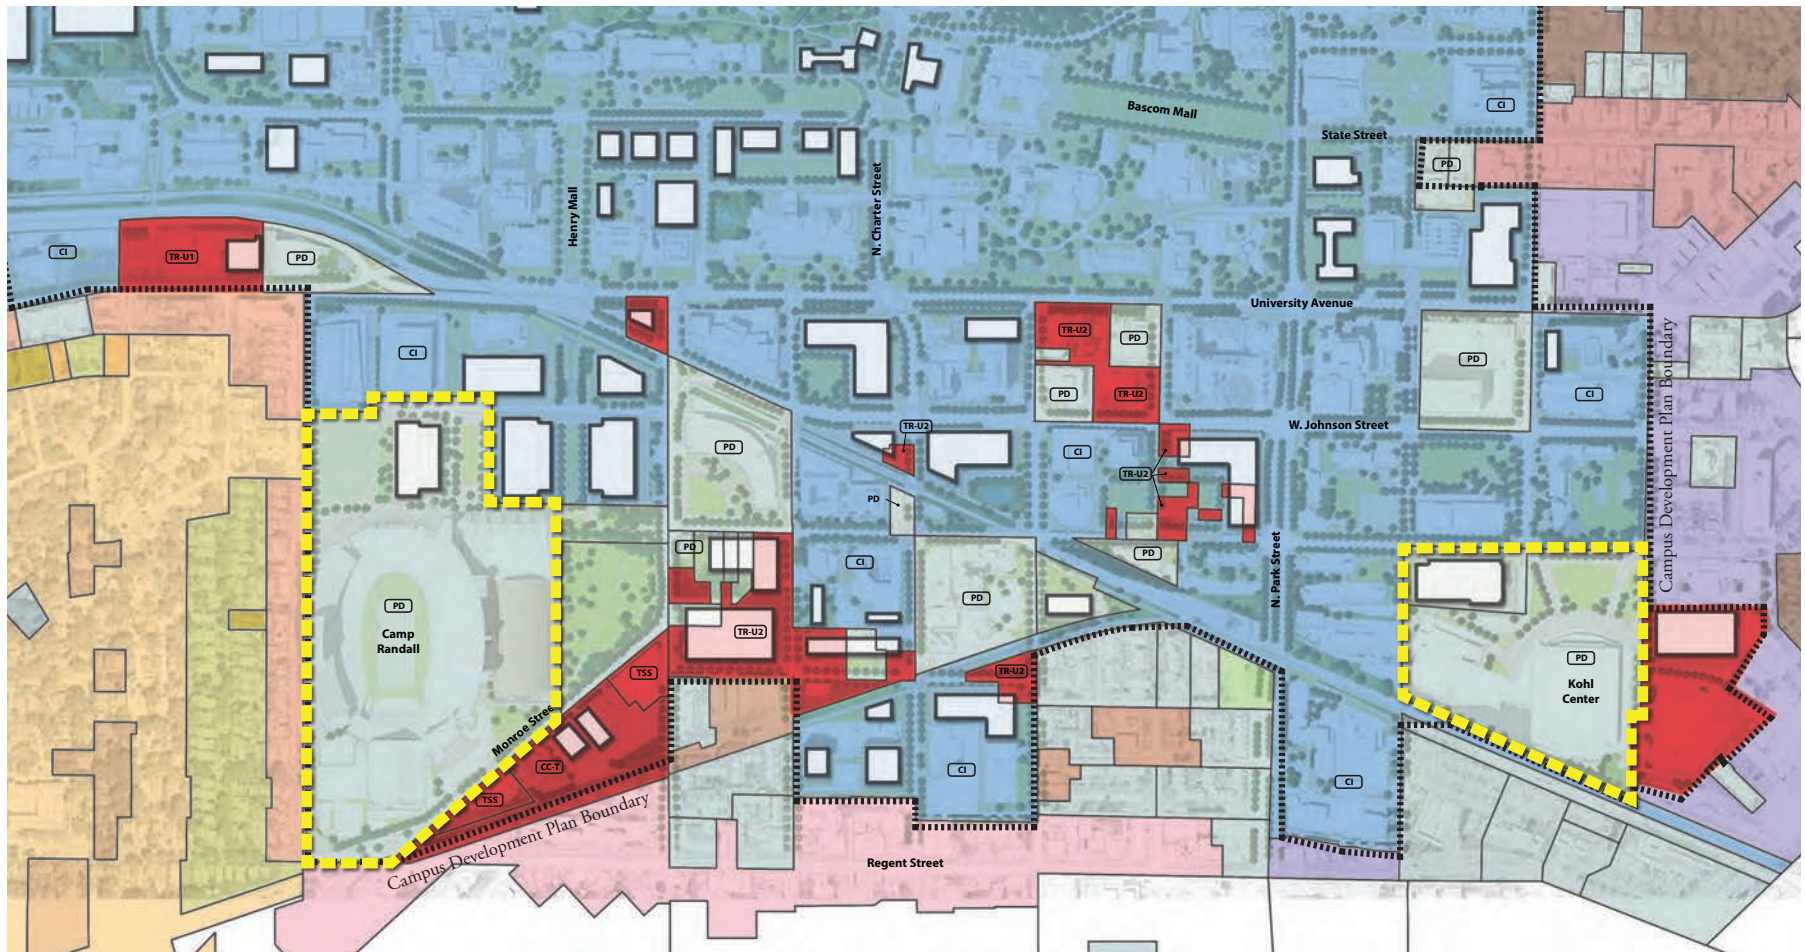 Bascom Mall
CI
State Street
PD
Henry Mall
N. Charter Street
CI
TR-U1
PD
University Avenue
TR-U2
PD
CI
PD
PD
TR-U2
CI
W. Johnson Street
Campus Development Plan Boundary
TR-U2
PD
CI
TR-U2
PD
PD
PD
CI
N. Park Street
PD
PD
Camp
Randall
TR-U2
PD
Kohl
Center
TSS
TR-U2
Monroe Street
CC-T
CI
CI
TSS
Campus Development Plan Boundary
Regent Street